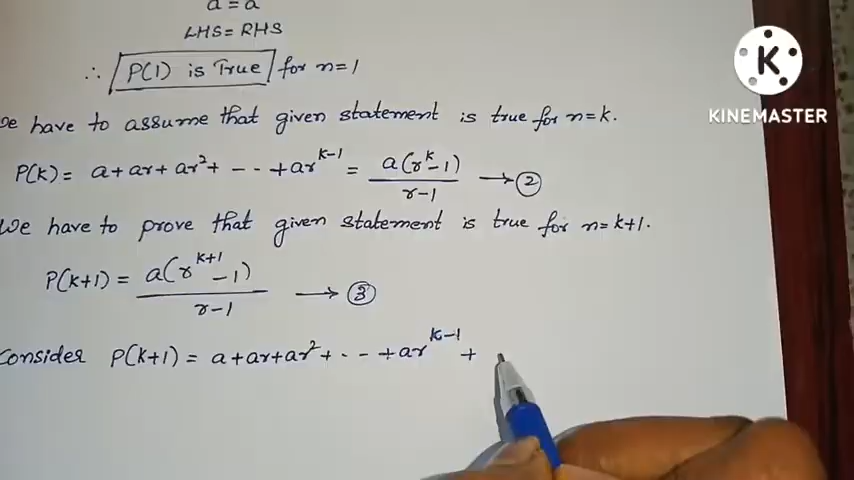 a = a
LHS = RHS
∴ P(1) is True for n=1
we have to assume that given statement is true for n=k.
P(k) = a + ar + ar² + -- - + ar^(k-1) = a(r^k - 1) / (r-1) → ②
we have to prove that given statement is true for n=k+1.
P(k+1) = a(r^(k+1) - 1) / (r-1) → ③
Consider P(k+1) = a + ar + ar² + - -- + ar^(k-1) +
K
KINEMASTER